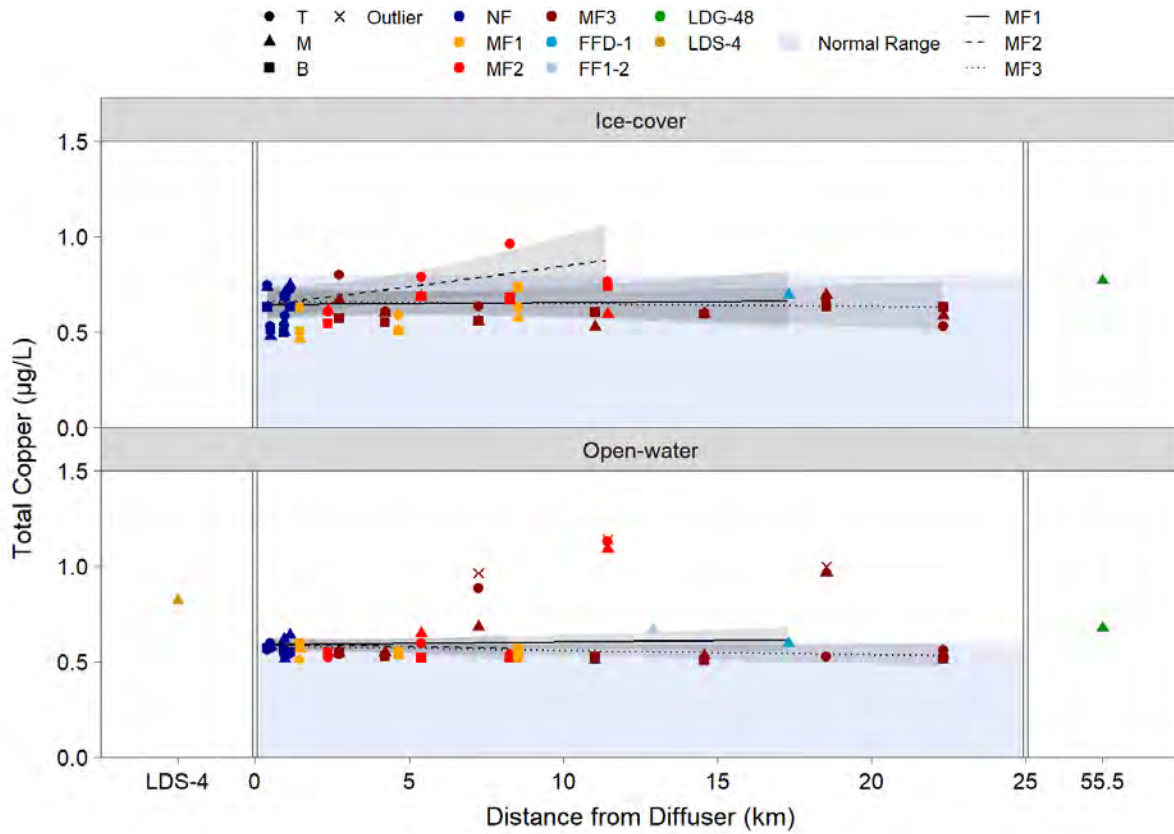 T × Outlier NF MF3 LDG-48 MF1
M MF1 FFD-1 LDS-4 Normal Range MF2
B MF2 FF1-2 MF3
Ice-cover
1.5
1.0
0.5
0.0
Open-water
1.5
1.0
0.5
0.0
Total Copper (µg/L)
LDS-4 0 5 10 15 20 25 55.5
Distance from Diffuser (km)